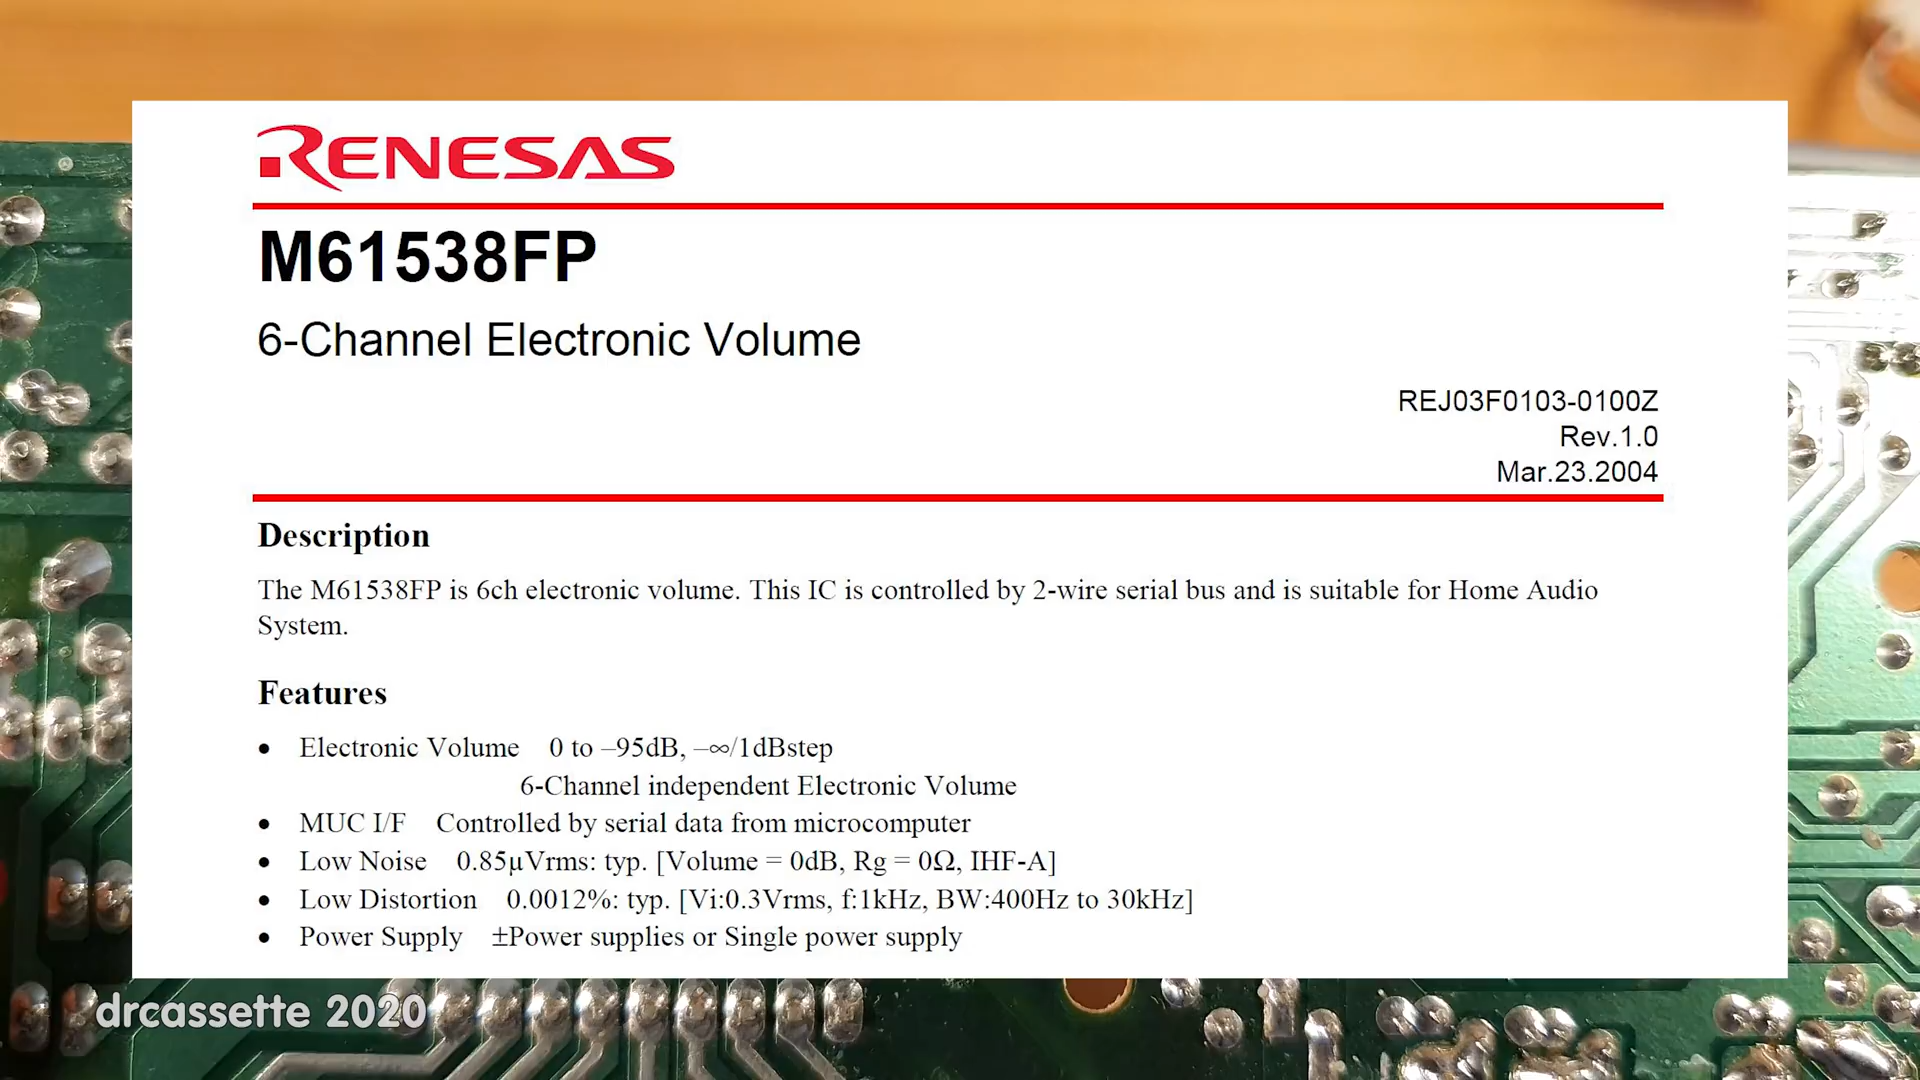 RENESAS
M61538FP
6-Channel Electronic Volume
REJ03F0103-0100Z
Rev.1.0
Mar.23.2004
Description
The M61538FP is 6ch electronic volume. This IC is controlled by 2-wire serial bus and is suitable for Home Audio
System.
Features
• Electronic Volume 0 to –95dB, –∞/1dBstep
6-Channel independent Electronic Volume
• MUC I/F Controlled by serial data from microcomputer
• Low Noise 0.85µVrms: typ. [Volume = 0dB, Rg = 0Ω, IHF-A]
• Low Distortion 0.0012%: typ. [Vi:0.3Vrms, f:1kHz, BW:400Hz to 30kHz]
• Power Supply ±Power supplies or Single power supply
drcassette 2020